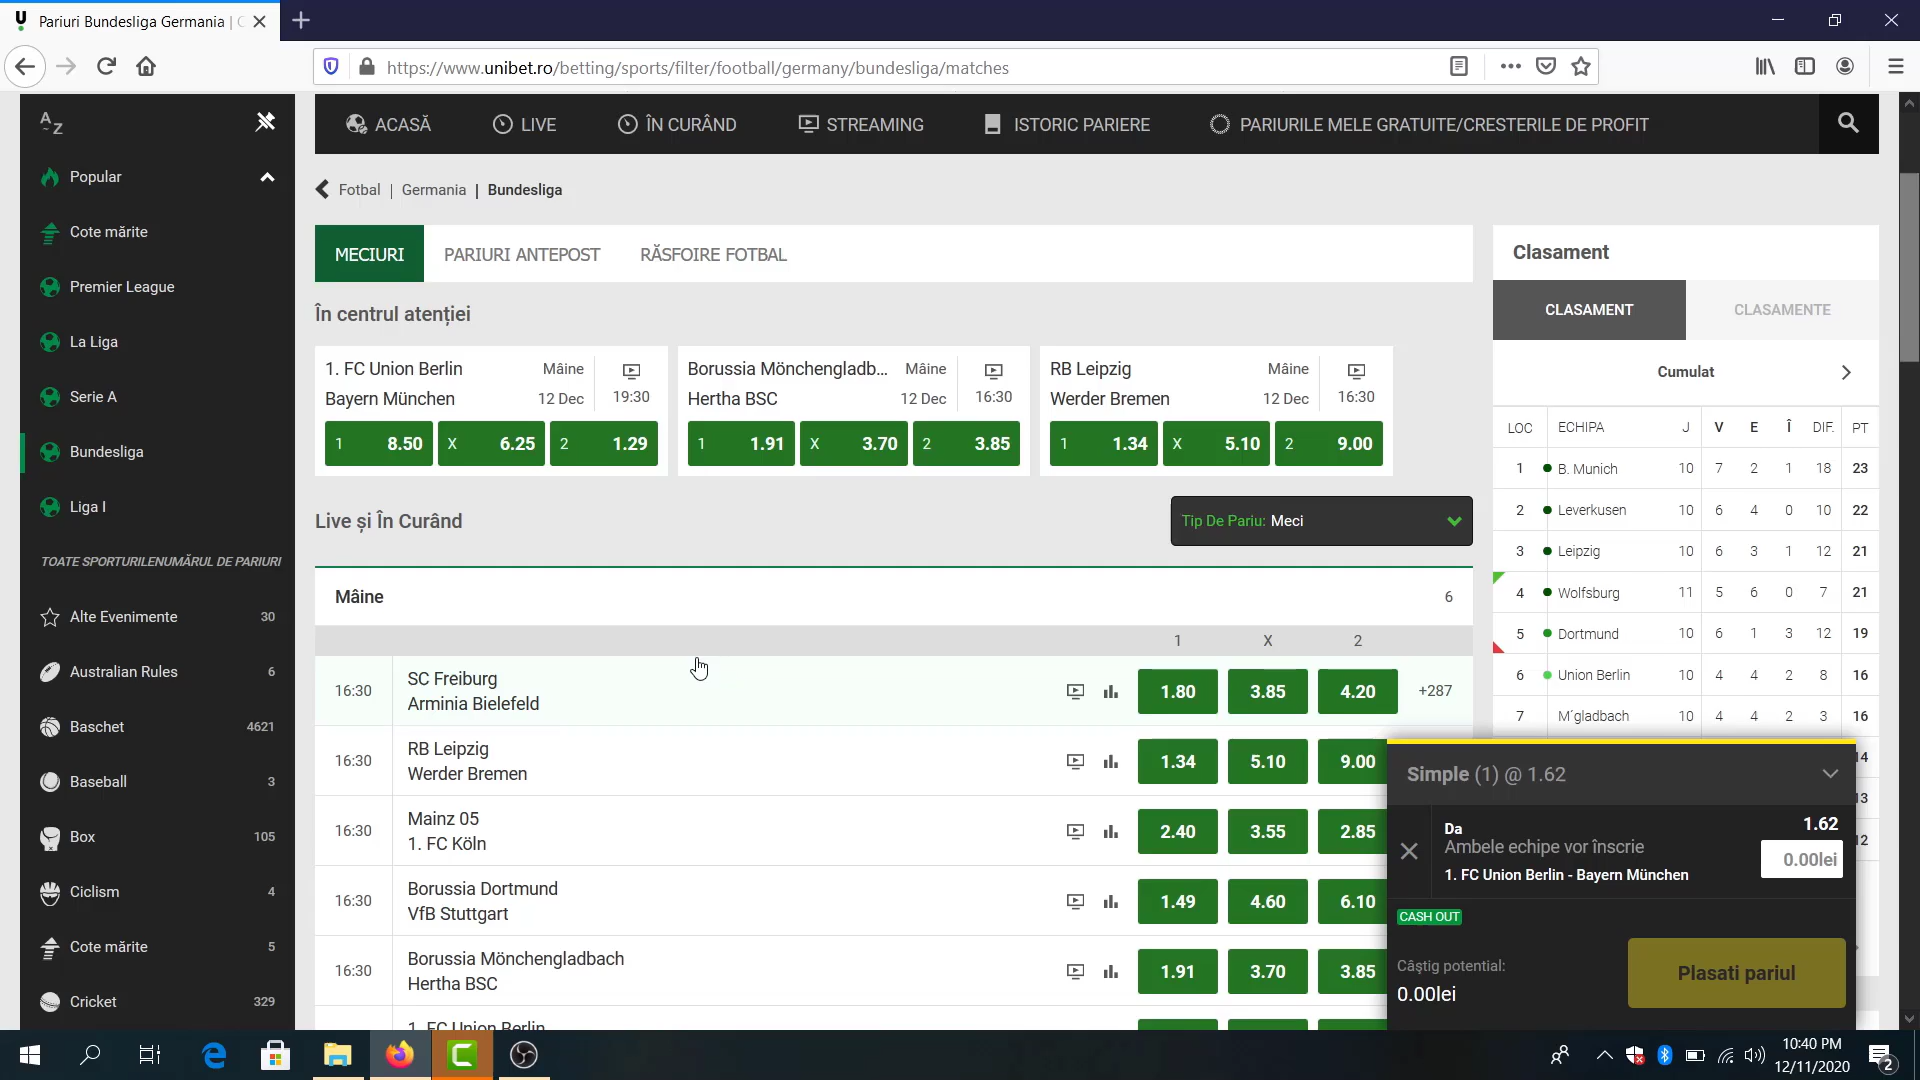 Pariuri Bundesliga Germania | C
https://www.unibet.ro/betting/sports/filter/football/germany/bundesliga/matches
A-Z
Popular
Cote mărite
Premier League
La Liga
Serie A
Bundesliga
Liga I
TOATE SPORTURILENUMĂRUL DE PARIURI
Alte Evenimente 30
Australian Rules 6
Baschet 4621
Baseball 3
Box 105
Ciclism 4
Cote mărite 5
Cricket 329
ACASĂ LIVE ÎN CURÂND STREAMING ISTORIC PARIERE PARIURILE MELE GRATUITE/CRESTERILE DE PROFIT
Fotbal | Germania | Bundesliga
MECIURI PARIURI ANTEPOST RĂSFOIRE FOTBAL
În centrul atenției
1. FC Union Berlin Mâine
Bayern München 12 Dec 19:30
1 8.50 X 6.25 2 1.29
Borussia Mönchengladb... Mâine
Hertha BSC 12 Dec 16:30
1 1.91 X 3.70 2 3.85
RB Leipzig Mâine
Werder Bremen 12 Dec 16:30
1 1.34 X 5.10 2 9.00
Live și În Curând
Tip De Pariu: Meci
Mâine 6
1 X 2
16:30 SC Freiburg
Arminia Bielefeld
1.80 3.85 4.20 +287
16:30 RB Leipzig
Werder Bremen
1.34 5.10 9.00
16:30 Mainz 05
1. FC Köln
2.40 3.55 2.85
16:30 Borussia Dortmund
VfB Stuttgart
1.49 4.60 6.10
16:30 Borussia Mönchengladbach
Hertha BSC
1.91 3.70 3.85
1. FC Union Berlin
Clasament
CLASAMENT CLASAMENTE
Cumulat
LOC ECHIPA J V E Î DIF. PT
1 B. Munich 10 7 2 1 18 23
2 Leverkusen 10 6 4 0 10 22
3 Leipzig 10 6 3 1 12 21
4 Wolfsburg 11 5 6 0 7 21
5 Dortmund 10 6 1 3 12 19
6 Union Berlin 10 4 4 2 8 16
7 M´gladbach 10 4 4 2 3 16
14
13
12
Simple (1) @ 1.62
Da 1.62
Ambele echipe vor înscrie 0.00lei
1. FC Union Berlin - Bayern München
CASH OUT
Câștig potential:
0.00lei
Plasati pariul
10:40 PM
12/11/2020
2